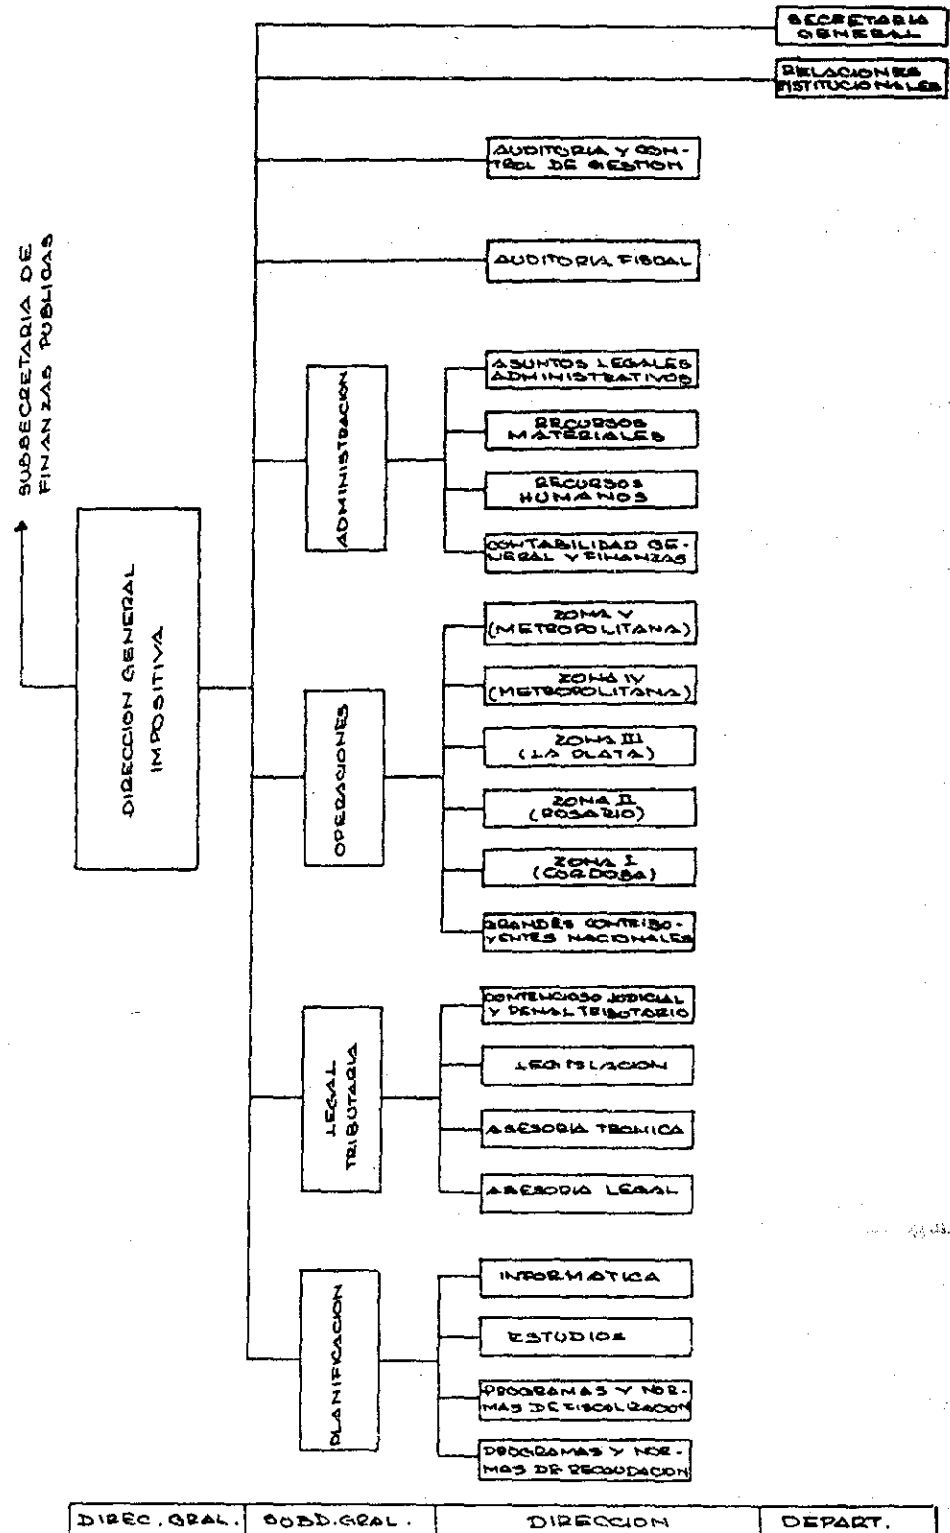 SECRETARIA
GENERAL
RELACIONES
INSTITUCIONALES
AUDITORIA Y CON-
TROL DE GESTION
AUDITORIA FISCAL
SUBSECRETARIA DE
FINANZAS PUBLICAS
DIRECCION GENERAL
IMPOSITIVA
ADMINISTRACION
ASUNTOS LEGALES
ADMINISTRATIVOS
RECURSOS
MATERIALES
RECURSOS
HUMANOS
CONTABILIDAD GE-
NERAL Y FINANZAS
OPERACIONES
ZONA V
(METROPOLITANA)
ZONA IV
(METROPOLITANA)
ZONA III
(LA PLATA)
ZONA II
(ROSARIO)
ZONA I
(CORDOBA)
GRANDES CONTRIBU-
YENTES NACIONALES
LEGAL
TRIBUTARIA
CONTENCIOSO JUDICIAL
Y PENAL TRIBUTARIO
LEGISLACION
ASESORIA TECNICA
ASESORIA LEGAL
PLANIFICACION
INFORMATICA
ESTUDIOS
PROGRAMAS Y NOR-
MAS DE FISCALIZACION
PROGRAMAS Y NOR-
MAS DE RECAUDACION
DIREC. GRAL.
SUBD. GRAL.
DIRECCION
DEPART.